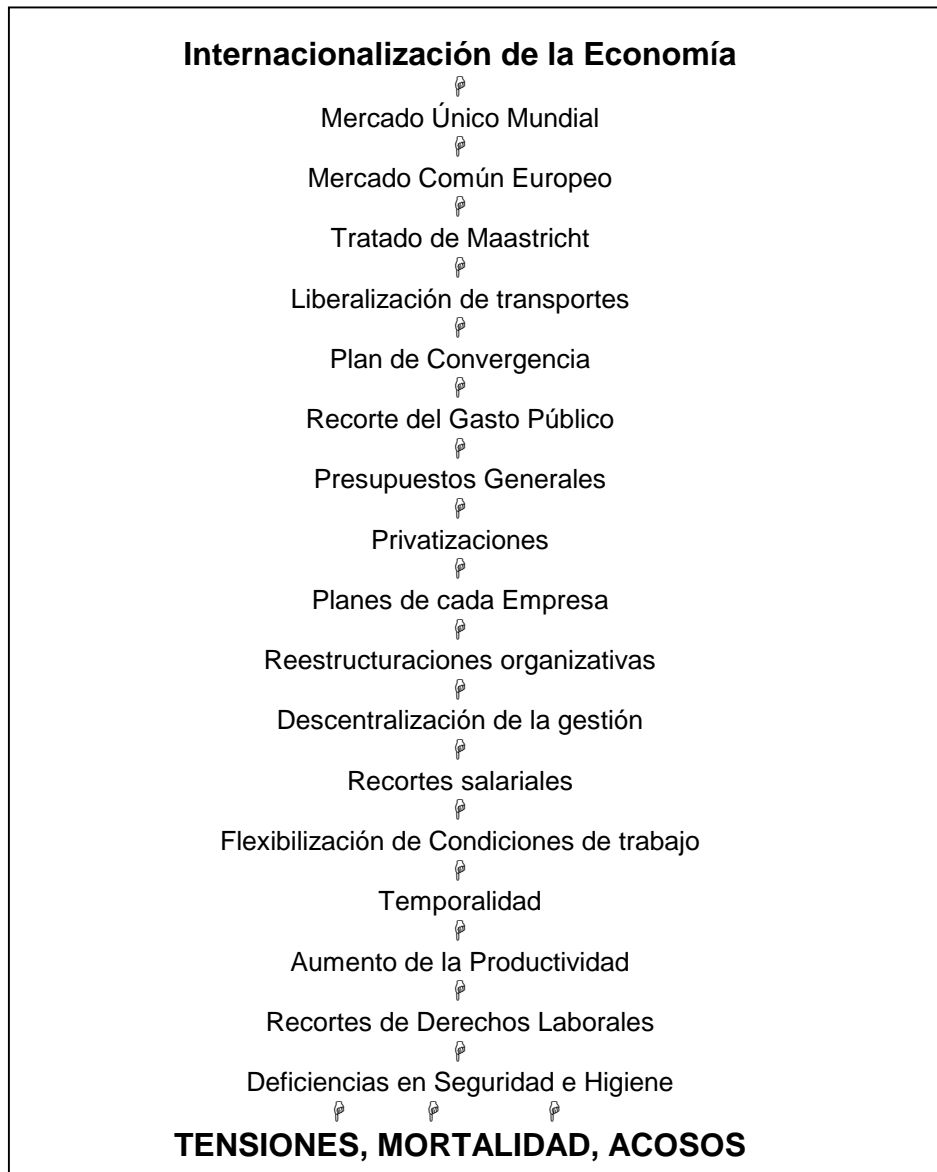 Internacionalización de la Economía
Mercado Único Mundial
Mercado Común Europeo
Tratado de Maastricht
Liberalización de transportes
Plan de Convergencia
Recorte del Gasto Público
Presupuestos Generales
Privatizaciones
Planes de cada Empresa
Reestructuraciones organizativas
Descentralización de la gestión
Recortes salariales
Flexibilización de Condiciones de trabajo
Temporalidad
Aumento de la Productividad
Recortes de Derechos Laborales
Deficiencias en Seguridad e Higiene
TENSIONES, MORTALIDAD, ACOSOS